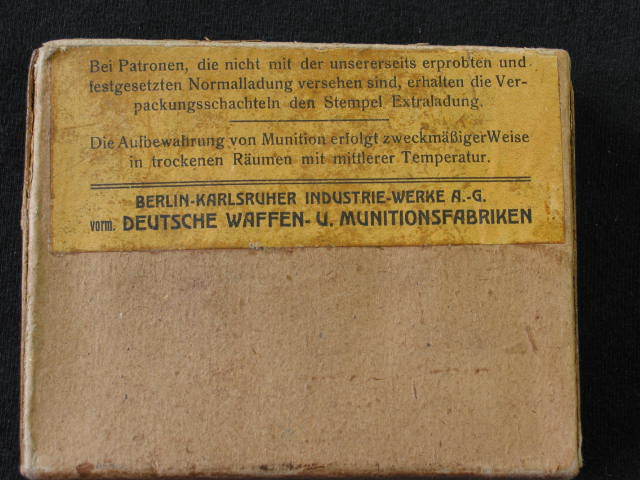 Bei Patronen, die nicht mit der unsererseits erprobten und
festgesetzten Normalladung versehen sind, erhalten die Ver-
packungsschachteln den Stempel Extraladung.
Die Aufbewahrung von Munition erfolgt zweckmäßiger Weise
in trockenen Räumen mit mittlerer Temperatur.
BERLIN-KARLSRUHER INDUSTRIE-WERKE A.-G.
vorm. DEUTSCHE WAFFEN- U. MUNITIONSFABRIKEN